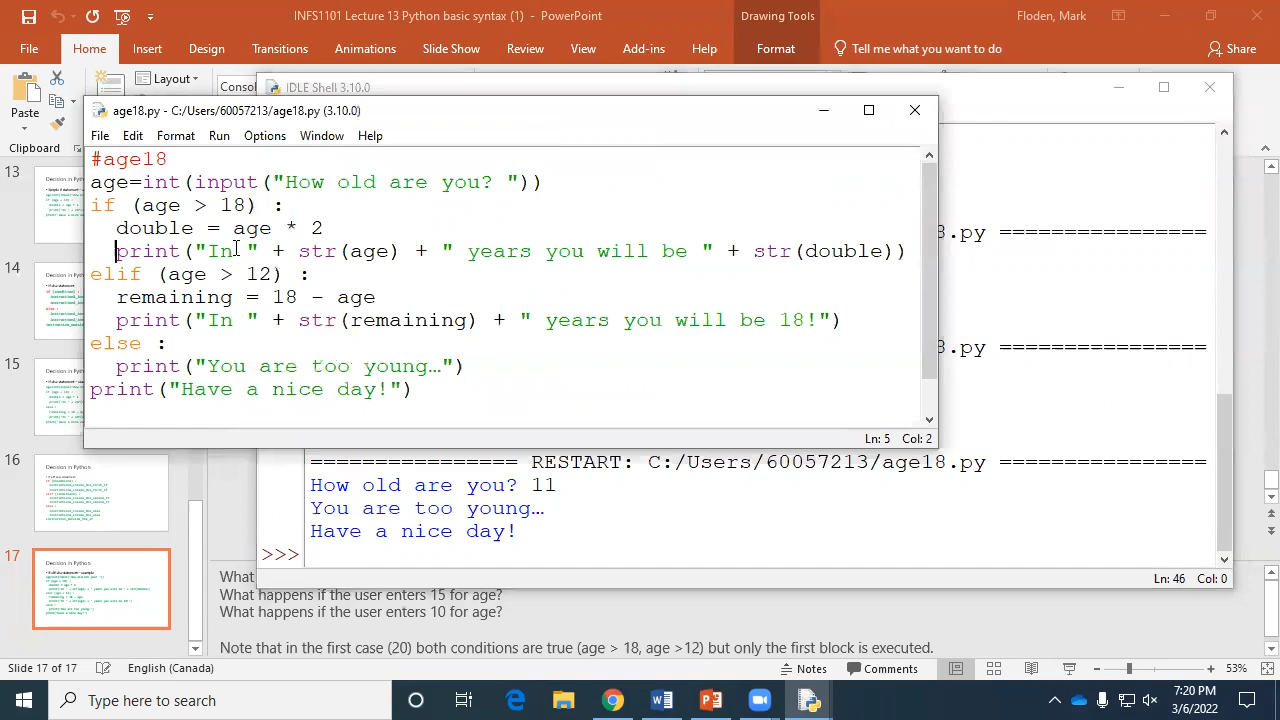 INFS1101 Lecture 13 Python basic syntax (1) - PowerPoint
Drawing Tools
Floden, Mark
File Home Insert Design Transitions Animations Slide Show Review View Add-ins Help Format Tell me what you want to do Share
Paste
Layout
Consol
Clipboard
IDLE Shell 3.10.0
age18.py - C:/Users/60057213/age18.py (3.10.0)
File Edit Format Run Options Window Help
#age18
age=int(input("How old are you? "))
if (age > 18) :
double = age * 2
print("In " + str(age) + " years you will be " + str(double))
elif (age > 12) :
remaining = 18 - age
print("In " + str(remaining) + " years you will be 18!")
else :
print("You are too young…")
print("Have a nice day!")
Ln: 5 Col: 2
8.py ================
8.py ================
================ RESTART: C:/Users/60057213/age18.py ================
How old are you? 11
You are too young…
Have a nice day!
>>>
Ln: 46 Col: 0
13
14
15
16
Decision in Python
17
Decision in Python
What
What happens if the user enters 15 for age?
What happens if the user enters 10 for age?
Note that in the first case (20) both conditions are true (age > 18, age >12) but only the first block is executed.
Slide 17 of 17 English (Canada) Notes Comments 53%
Type here to search
7:20 PM
3/6/2022